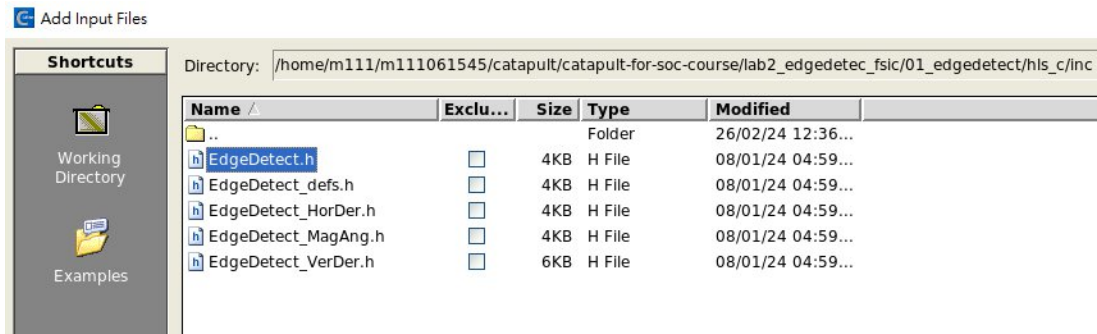 Add Input Files
Shortcuts
Directory: /home/m111/m111061545/catapult/catapult-for-soc-course/lab2_edgedetec_fsic/01_edgedetect/hls_c/inc
Name Exclu... Size Type Modified
.. Folder 26/02/24 12:36...
EdgeDetect.h 4KB H File 08/01/24 04:59...
EdgeDetect_defs.h 4KB H File 08/01/24 04:59...
EdgeDetect_HorDer.h 4KB H File 08/01/24 04:59...
EdgeDetect_MagAng.h 4KB H File 08/01/24 04:59...
EdgeDetect_VerDer.h 6KB H File 08/01/24 04:59...
Working
Directory
Examples